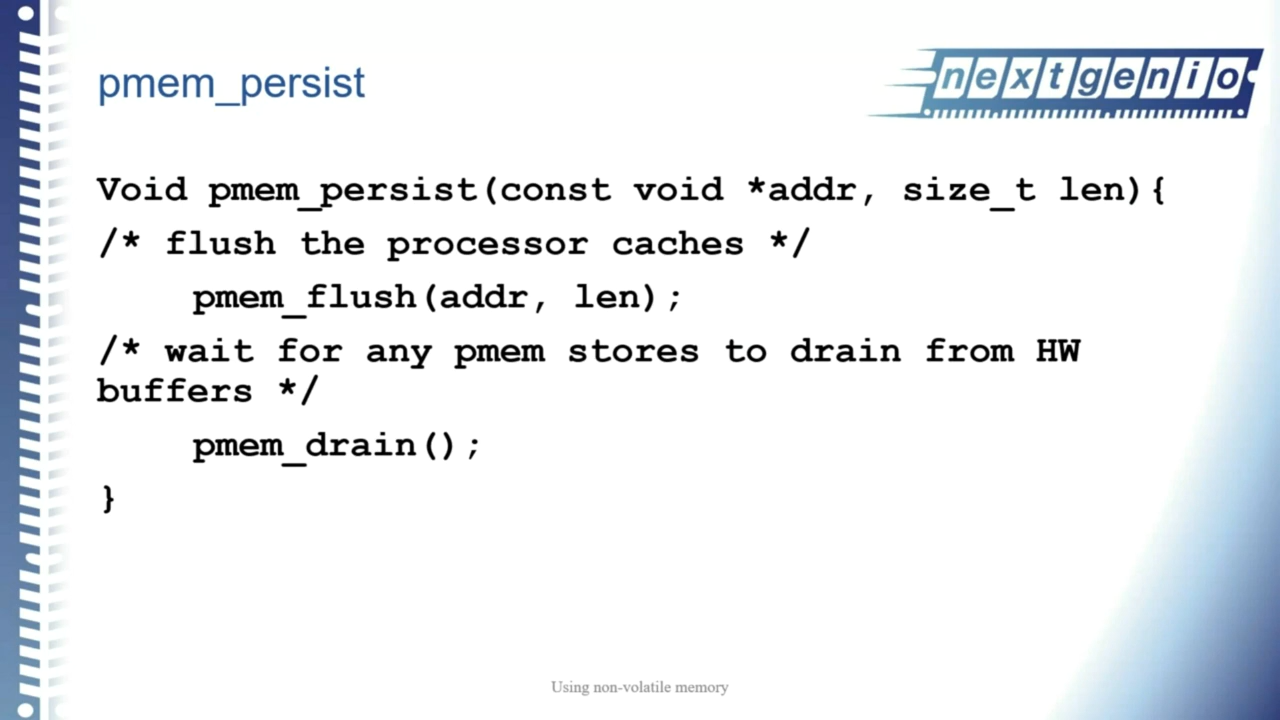 pmem_persist
nextgenio
Void pmem_persist(const void *addr, size_t len){
/* flush the processor caches */
pmem_flush(addr, len);
/* wait for any pmem stores to drain from HW
buffers */
pmem_drain();
}
Using non-volatile memory